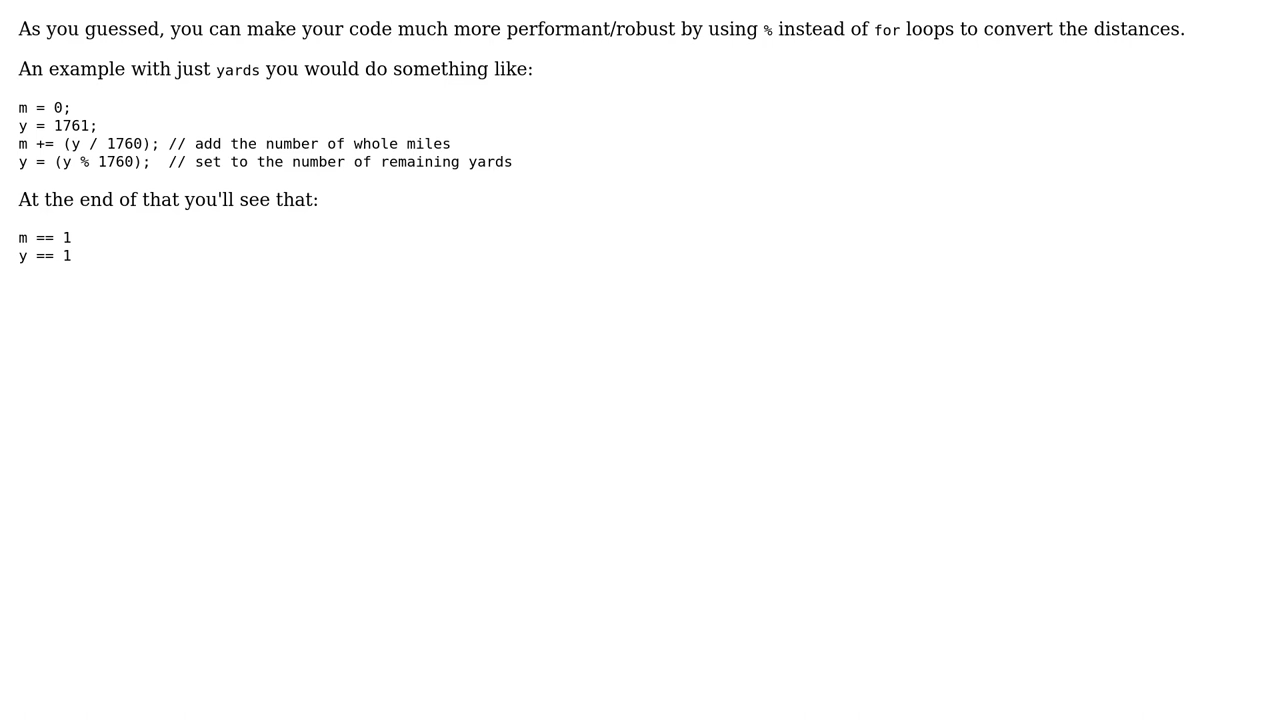 As you guessed, you can make your code much more performant/robust by using % instead of for loops to convert the distances.
An example with just yards you would do something like:
m = 0;
y = 1761;
m += (y / 1760); // add the number of whole miles
y = (y % 1760);  // set to the number of remaining yards
At the end of that you'll see that:
m == 1
y == 1